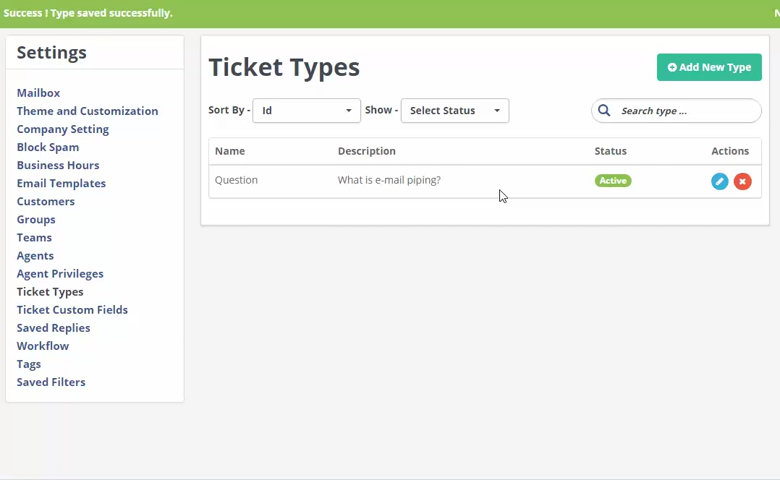 Success ! Type saved successfully.
N
Settings
Mailbox
Theme and Customization
Company Setting
Block Spam
Business Hours
Email Templates
Customers
Groups
Teams
Agents
Agent Privileges
Ticket Types
Ticket Custom Fields
Saved Replies
Workflow
Tags
Saved Filters
Ticket Types
Add New Type
Sort By - Id Show - Select Status Search type ...
Name Description Status Actions
Question What is e-mail piping? Active